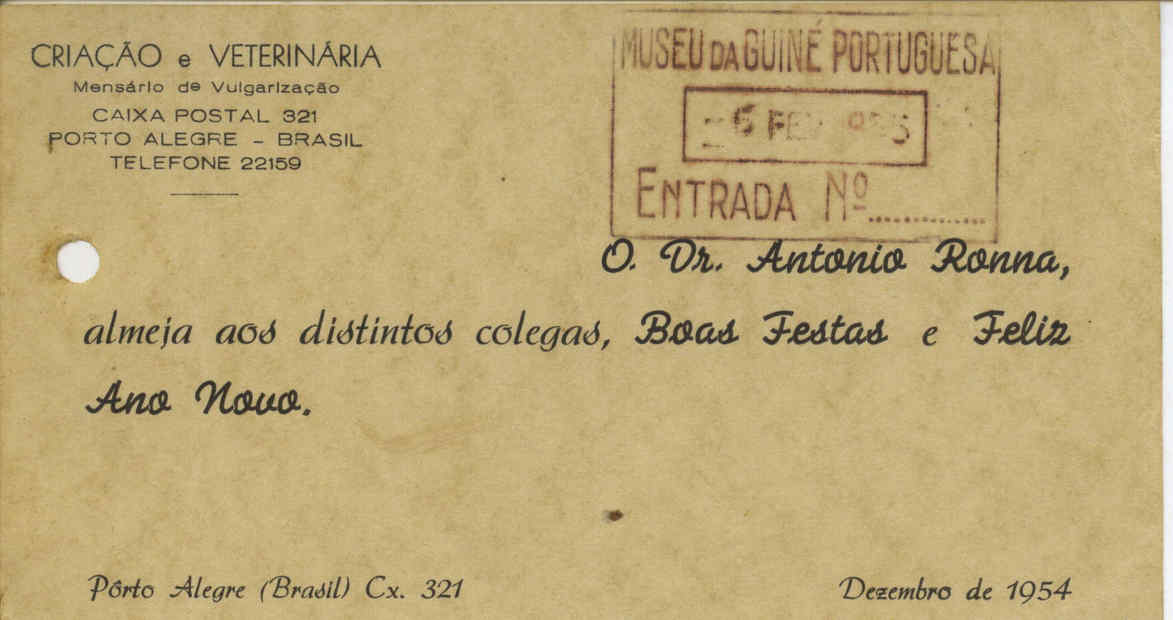 CRIAÇÃO e VETERINÁRIA
Mensário de Vulgarização
CAIXA POSTAL 321
PORTO ALEGRE - BRASIL
TELEFONE 22159
MUSEU DA GUINÉ PORTUGUESA
-6 FEV
ENTRADA Nº
O. Dr. Antonio Ronna,
almeja aos distintos colegas, Boas Festas e Feliz
Ano Novo.
Pôrto Alegre (Brasil) Cx. 321
Dezembro de 1954